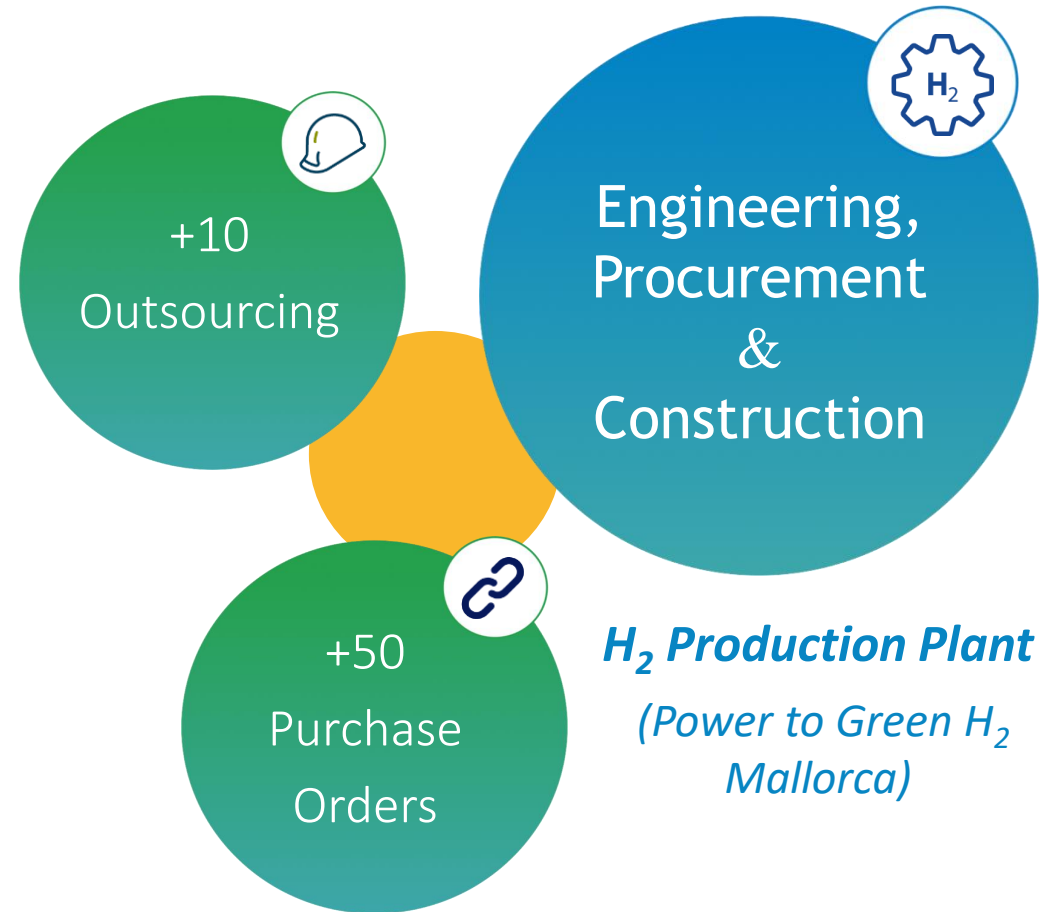 H₂
+10
Outsourcing
Engineering,
Procurement
&
Construction
+50
Purchase
Orders
H₂ Production Plant
(Power to Green H₂
Mallorca)